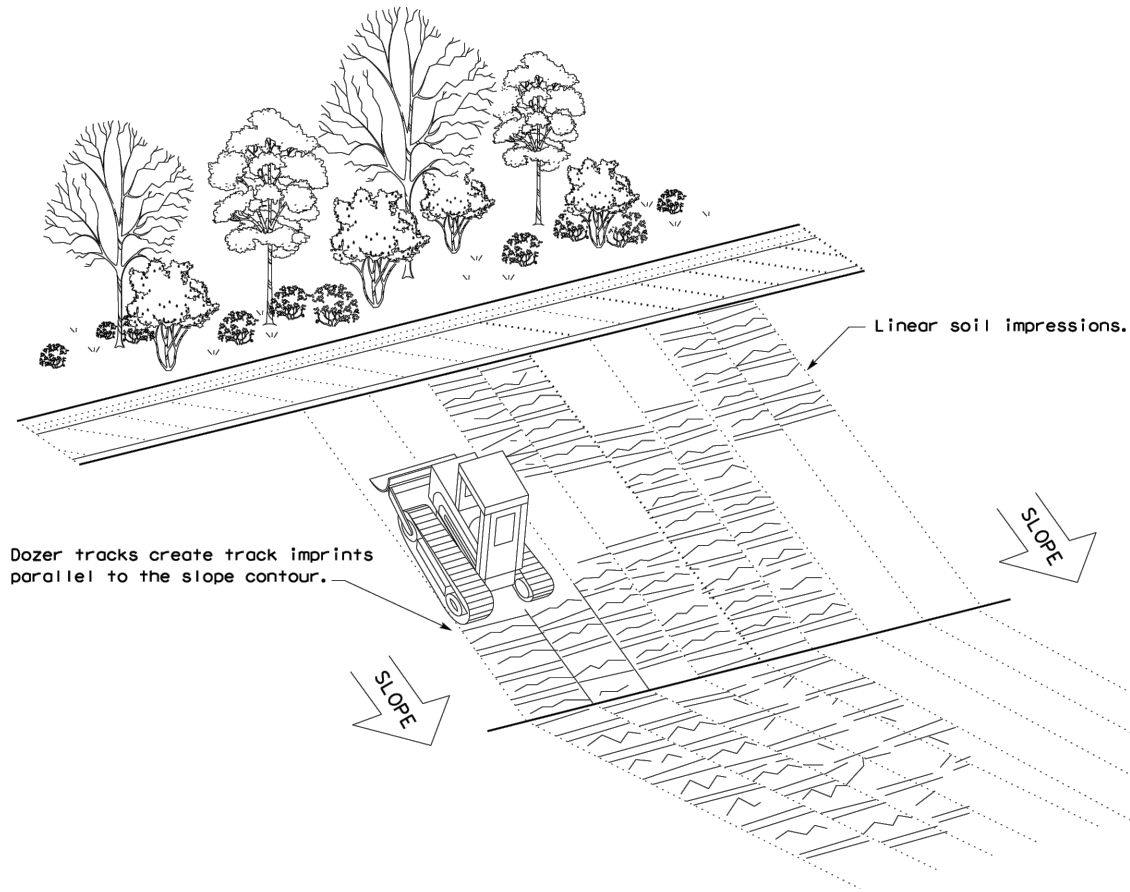 Linear soil impressions.
SLOPE
Dozer tracks create track imprints
parallel to the slope contour.
SLOPE